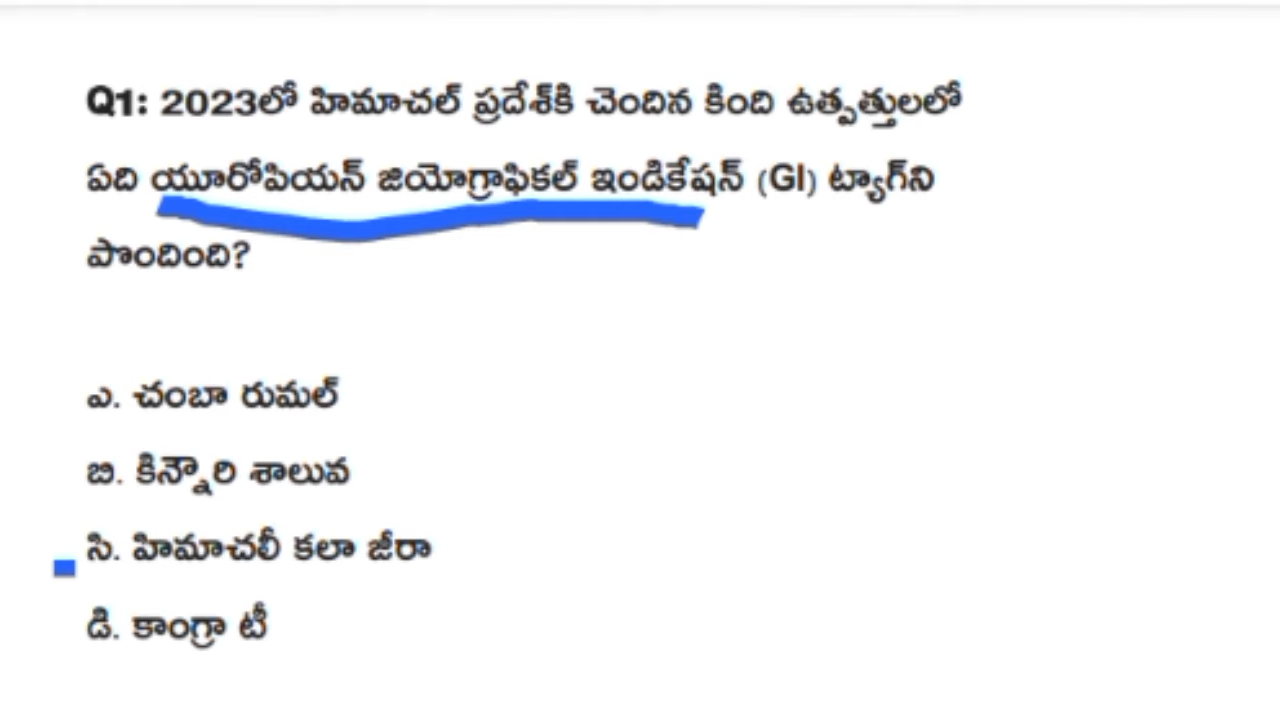 Q1: 2023లో హిమాచల్ ప్రదేశ్‌కి చెందిన కింది ఉత్పత్తులలో
ఏది యూరోపియన్ జియోగ్రాఫికల్ ఇండికేషన్ (GI) ట్యాగ్‌ని
పొందింది?
ఎ. చంబా రుమల్
బి. కిన్నౌరి శాలువ
సి. హిమాచలీ కలా జీరా
డి. కాంగ్రా టీ